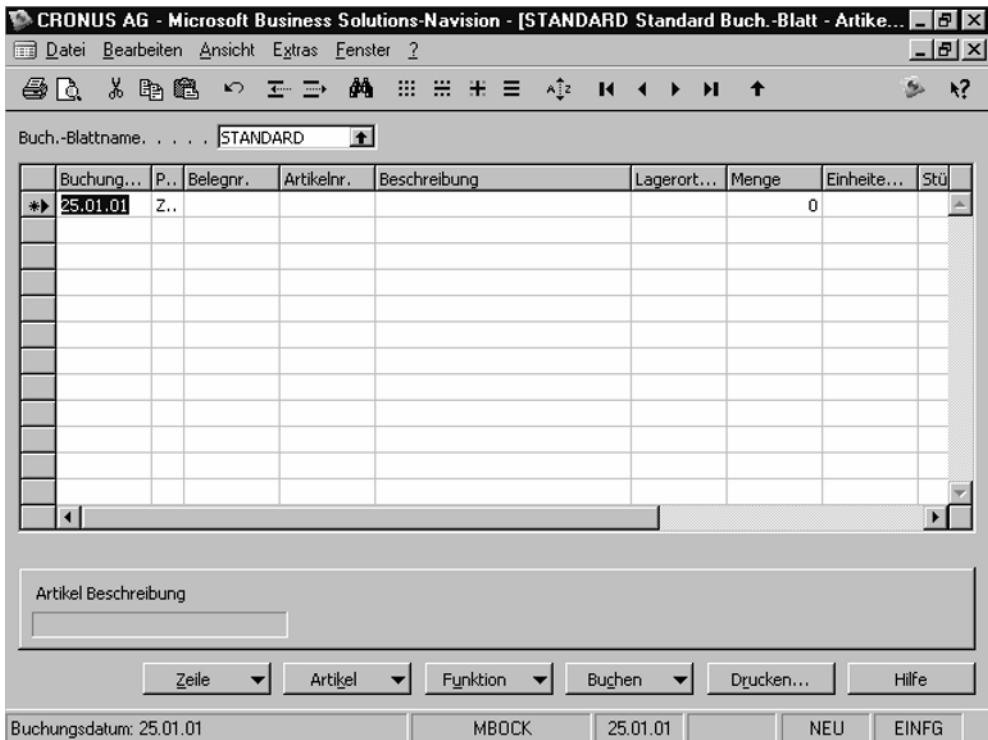 CRONUS AG - Microsoft Business Solutions-Navision - [STANDARD Standard Buch.-Blatt - Artike...
Datei Bearbeiten Ansicht Extras Fenster ?
Buch.-Blattname. . . . . STANDARD
Buchung... P.. Belegnr. Artikelnr. Beschreibung Lagerort... Menge Einheite... Stü
25.01.01 Z.. 0
Artikel Beschreibung
Zeile Artikel Funktion Buchen Drucken... Hilfe
Buchungsdatum: 25.01.01 MBOCK 25.01.01 NEU EINFG